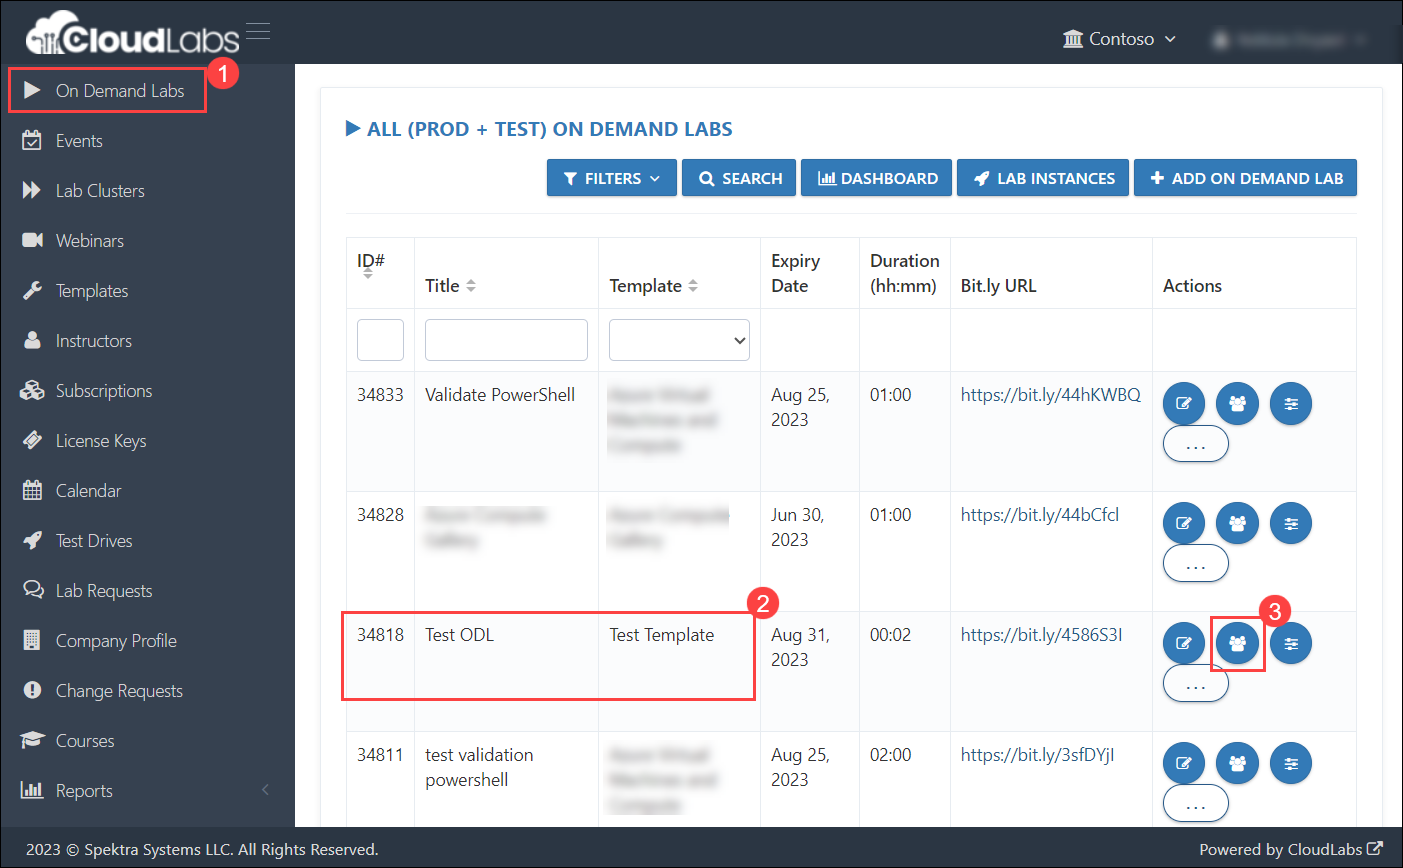 CloudLabs
Contoso
1
On Demand Labs
Events
Lab Clusters
Webinars
Templates
Instructors
Subscriptions
License Keys
Calendar
Test Drives
Lab Requests
Company Profile
Change Requests
Courses
Reports
ALL (PROD + TEST) ON DEMAND LABS
FILTERS SEARCH DASHBOARD LAB INSTANCES + ADD ON DEMAND LAB
ID# Title Template Expiry Date Duration (hh:mm) Bit.ly URL Actions
34833 Validate PowerShell Aug 25, 01:00 https://bit.ly/44hKWBQ
2023
...
34828 Jun 30, 01:00 https://bit.ly/44bCfcl
2023
...
2
3
34818 Test ODL Test Template Aug 31, 00:02 https://bit.ly/4586S3I
2023
...
34811 test validation Aug 25, 02:00 https://bit.ly/3sfDYjI
powershell 2023
...
2023 © Spektra Systems LLC. All Rights Reserved.
Powered by CloudLabs